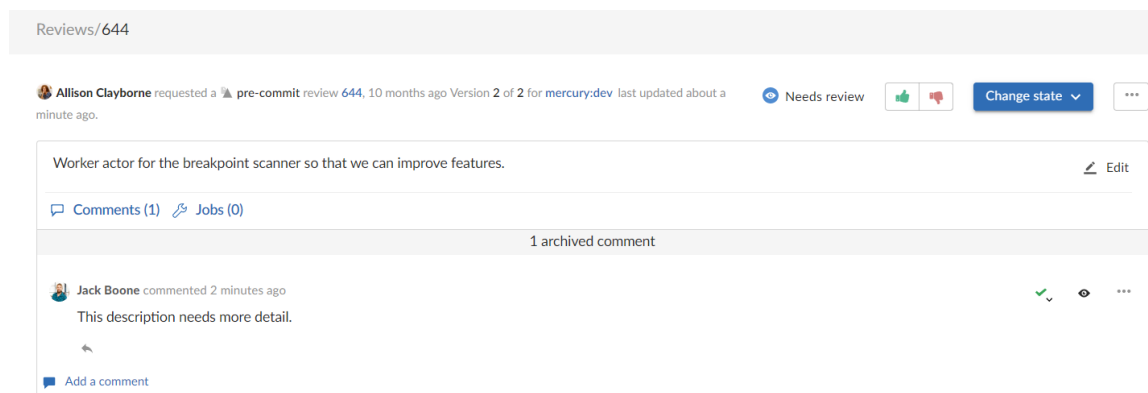 Reviews/644
Allison Clayborne requested a pre-commit review 644, 10 months ago Version 2 of 2 for mercury:dev last updated about a
minute ago.
Needs review
Change state
Worker actor for the breakpoint scanner so that we can improve features.
Edit
Comments (1) Jobs (0)
1 archived comment
Jack Boone commented 2 minutes ago
This description needs more detail.
Add a comment